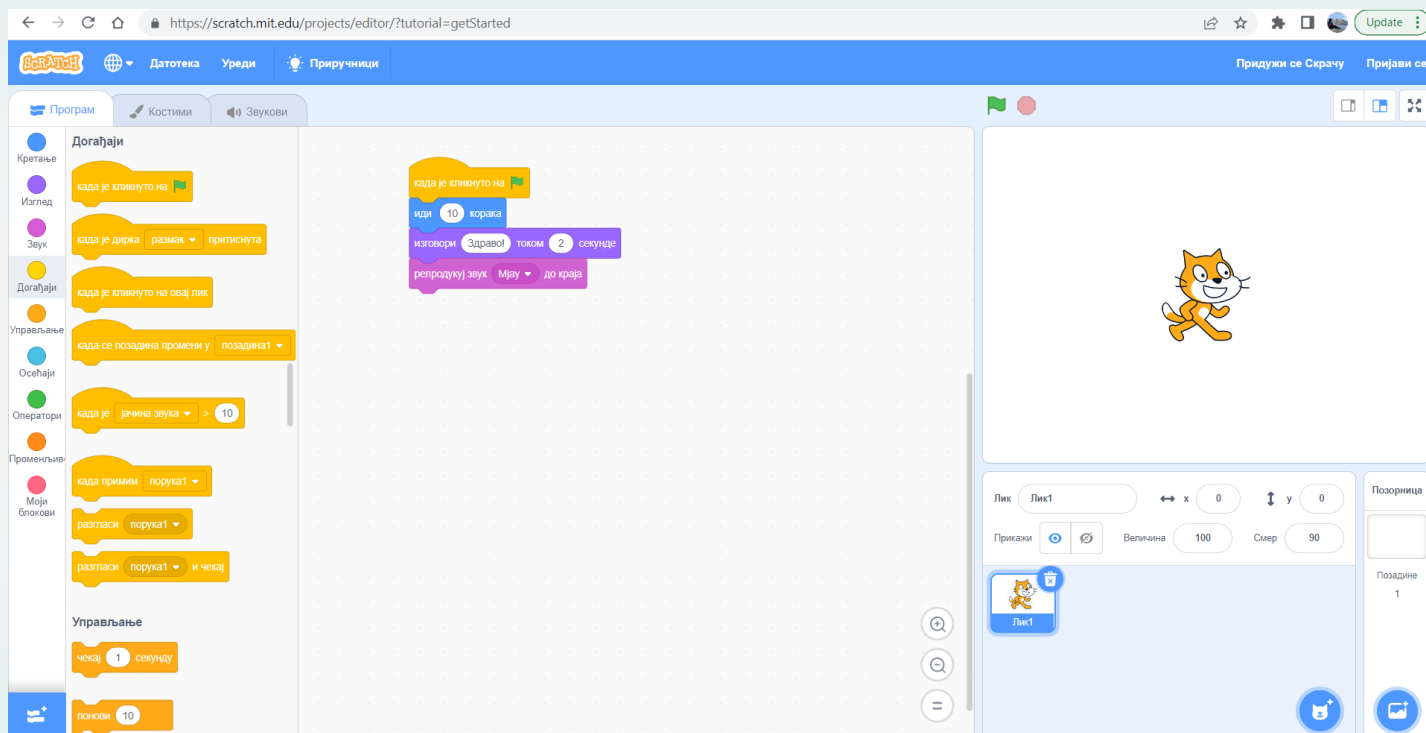 https://scratch.mit.edu/projects/editor/?tutorial=getStarted
Update
SCRATCH
Датотека
Уреди
Приручници
Придружи се Скрачу
Пријави се
Програм
Костими
Звукови
Кретање
Изглед
Звук
Догађаји
Управљање
Осећаји
Оператори
Променљиве
Моји
блокови
Догађаји
када је кликнуто на
када је дирка размак притиснута
када је кликнуто на овај лик
када се позадина промени у позадина1
када је јачина звука > 10
када примим порука1
разгласи порука1
разгласи порука1 и чекај
Управљање
чекај 1 секунду
понови 10
када је кликнуто на
иди 10 корака
изговори Здраво! током 2 секунде
репродукуј звук Мјау до краја
Лик Лик1 x 0 y 0
Прикажи Величина 100 Смер 90
Лик1
Позорница
Позадине
1